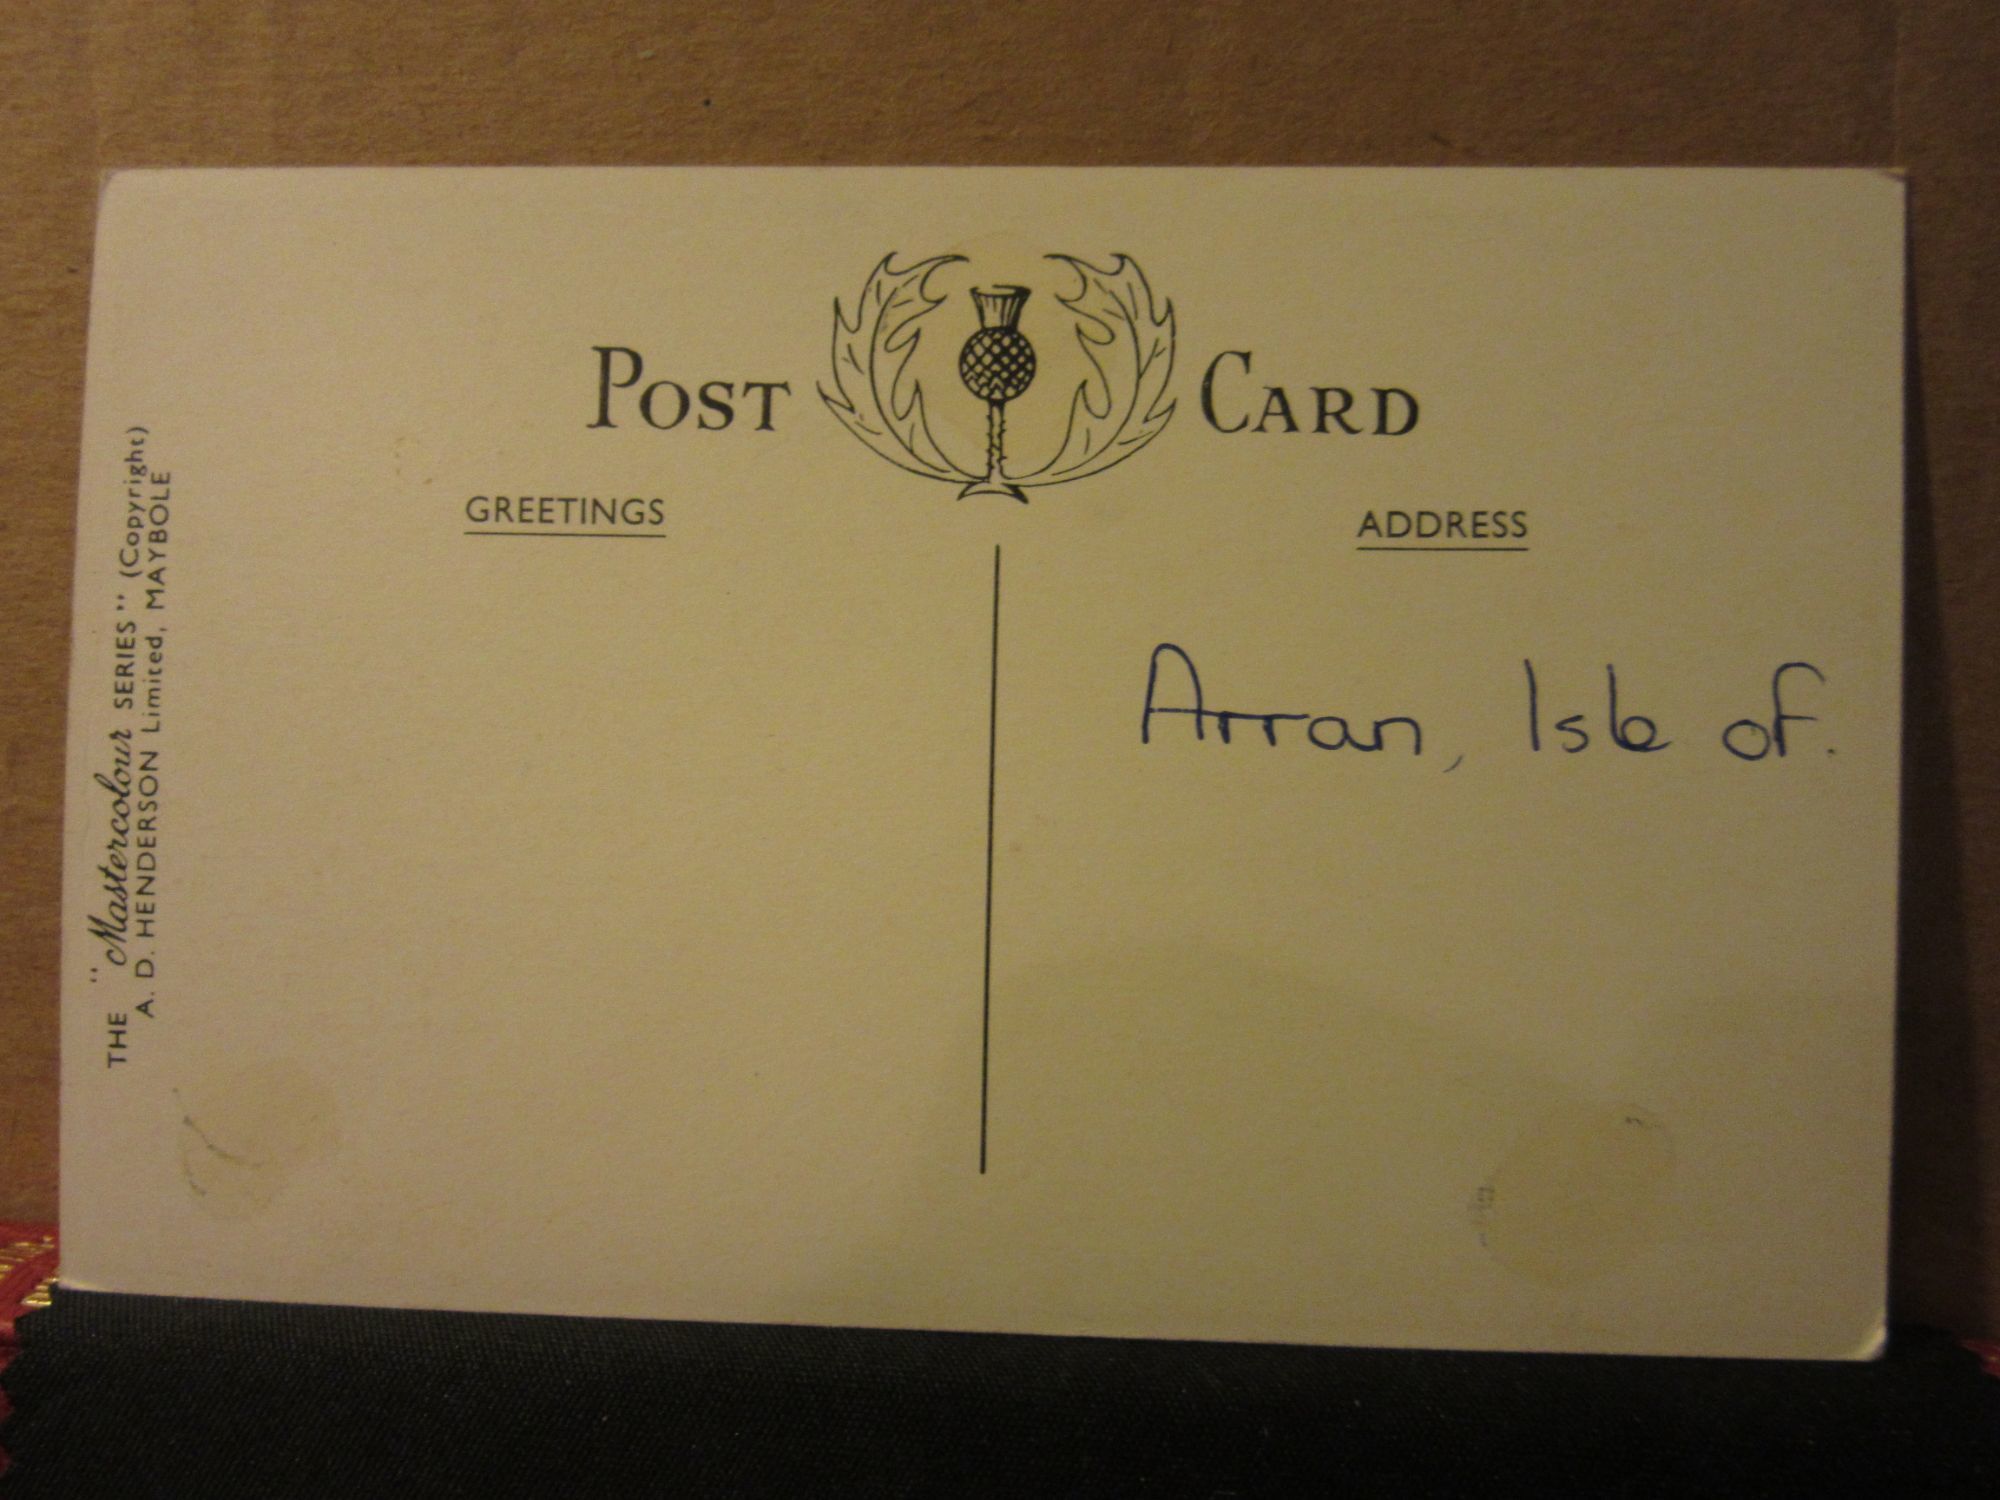 POST CARD
GREETINGS
ADDRESS
Arran, Isle of.
THE "Mastercolour SERIES" (Copyright)
A. D. HENDERSON Limited, MAYBOLE